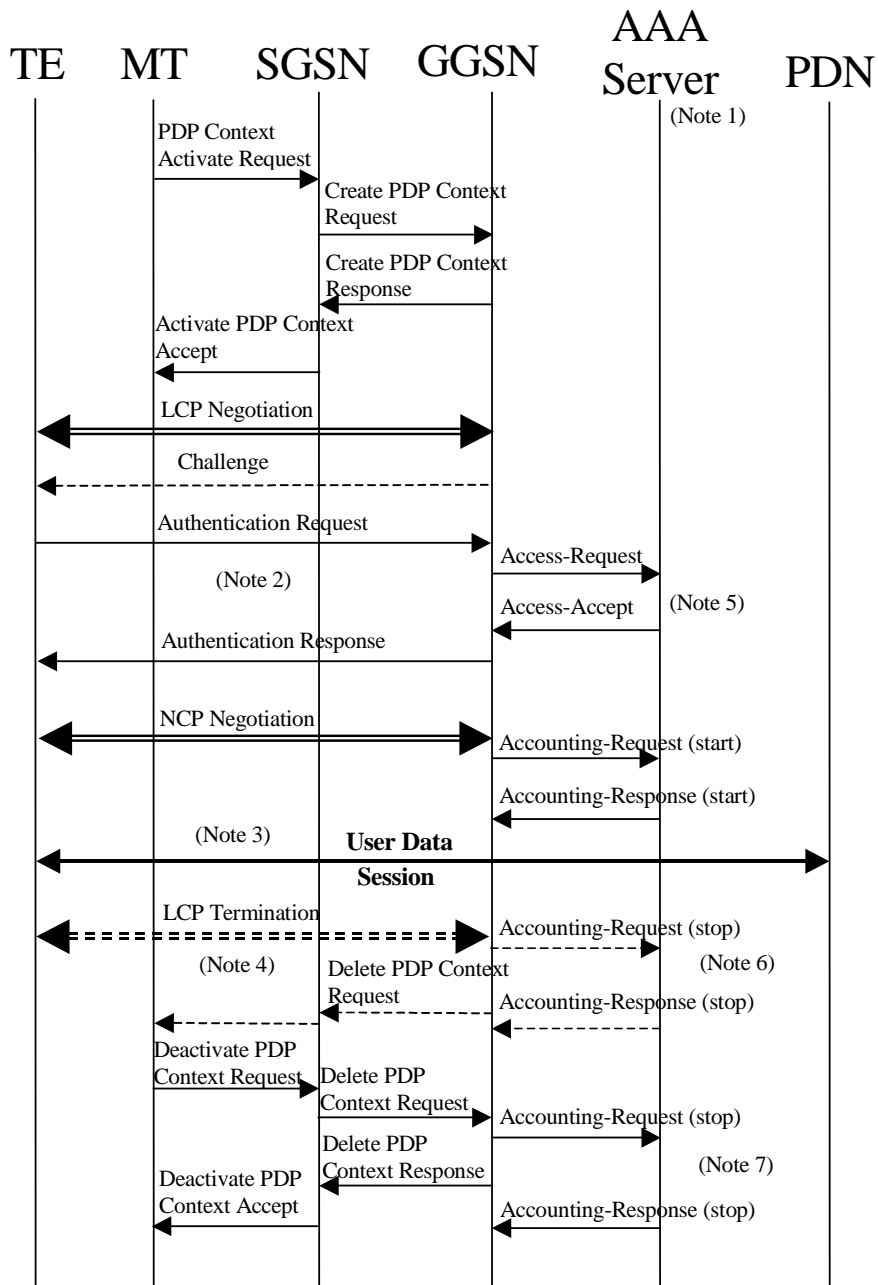 TE
MT
SGSN
GGSN
AAA
Server
PDN
(Note 1)
PDP Context
Activate Request
Create PDP Context
Request
Create PDP Context
Response
Activate PDP Context
Accept
LCP Negotiation
Challenge
Authentication Request
Access-Request
(Note 2)
Access-Accept
(Note 5)
Authentication Response
NCP Negotiation
Accounting-Request (start)
Accounting-Response (start)
(Note 3)
User Data
Session
LCP Termination
Accounting-Request (stop)
(Note 4)
(Note 6)
Delete PDP Context
Request
Accounting-Response (stop)
Deactivate PDP
Context Request
Delete PDP
Context Request
Accounting-Request (stop)
Delete PDP
Context Response
(Note 7)
Deactivate PDP
Context Accept
Accounting-Response (stop)